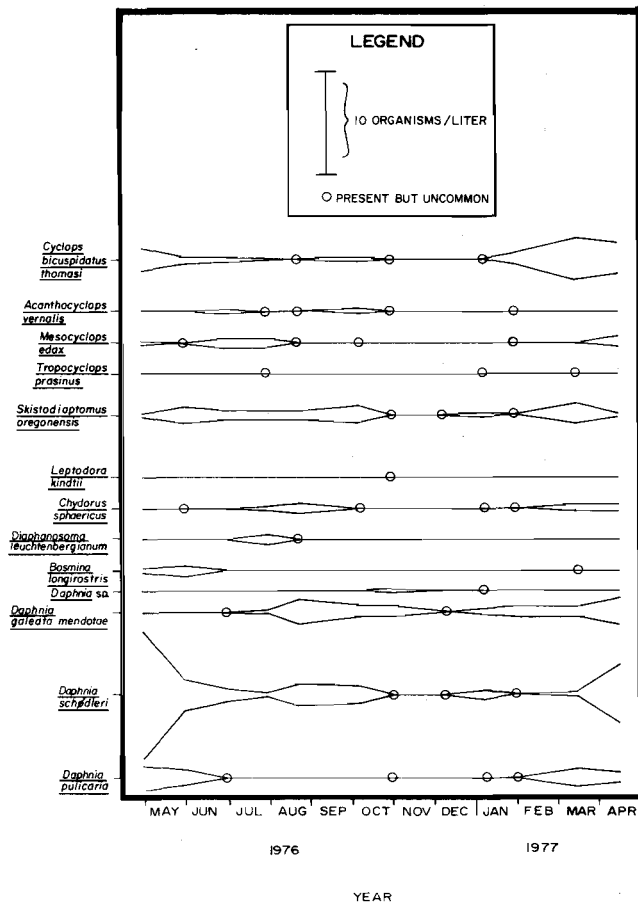 LEGEND
10 ORGANISMS/LITER
PRESENT BUT UNCOMMON
Cyclops
bicuspidatus
thomasi
Acanthocyclops
vernalis
Mesocyclops
edax
Tropocyclops
prasinus
Skistodiaptomus
oregonensis
Leptodora
kindtii
Chydorus
sphaericus
Diaphanosoma
leuchtenbergianum
Bosmina
longirostris
Daphnia sp.
Daphnia
galeata mendotae
Daphnia
schødleri
Daphnia
pulicaria
MAY JUN JUL AUG SEP OCT NOV DEC JAN FEB MAR APR
1976 1977
YEAR